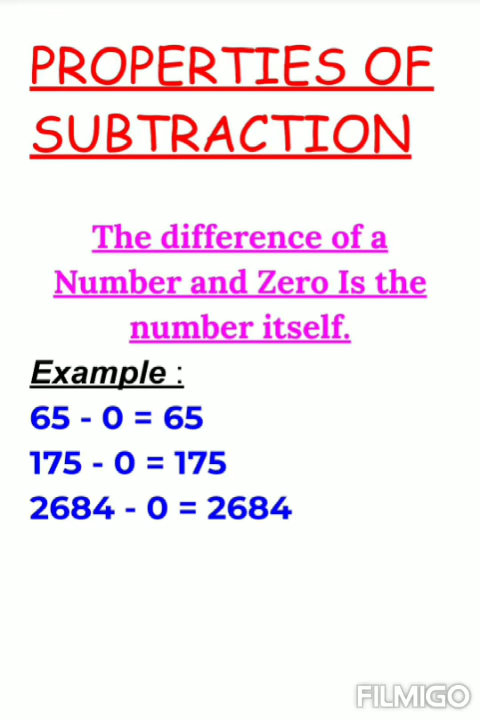 PROPERTIES OF
SUBTRACTION
The difference of a
Number and Zero Is the
number itself.
Example :
65 - 0 = 65
175 - 0 = 175
2684 - 0 = 2684
FILMIGO